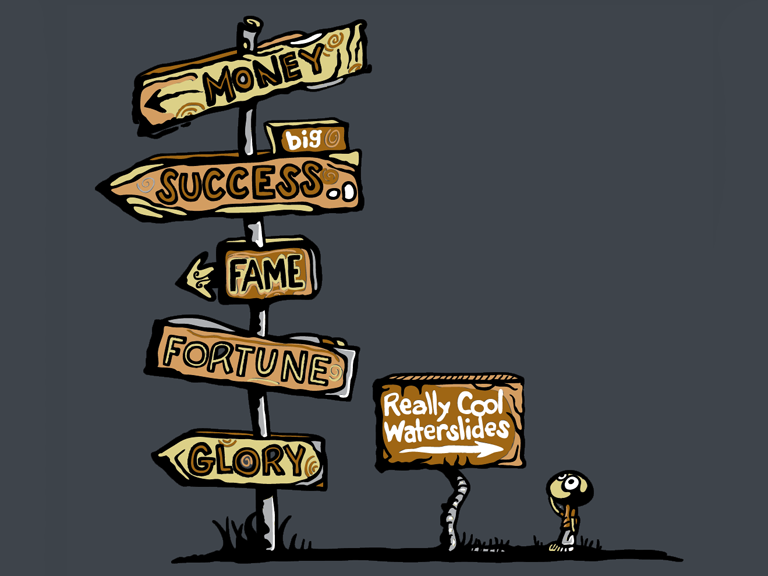 MONEY
big
SUCCESS
FAME
FORTUNE
GLORY
Really Cool
Waterslides